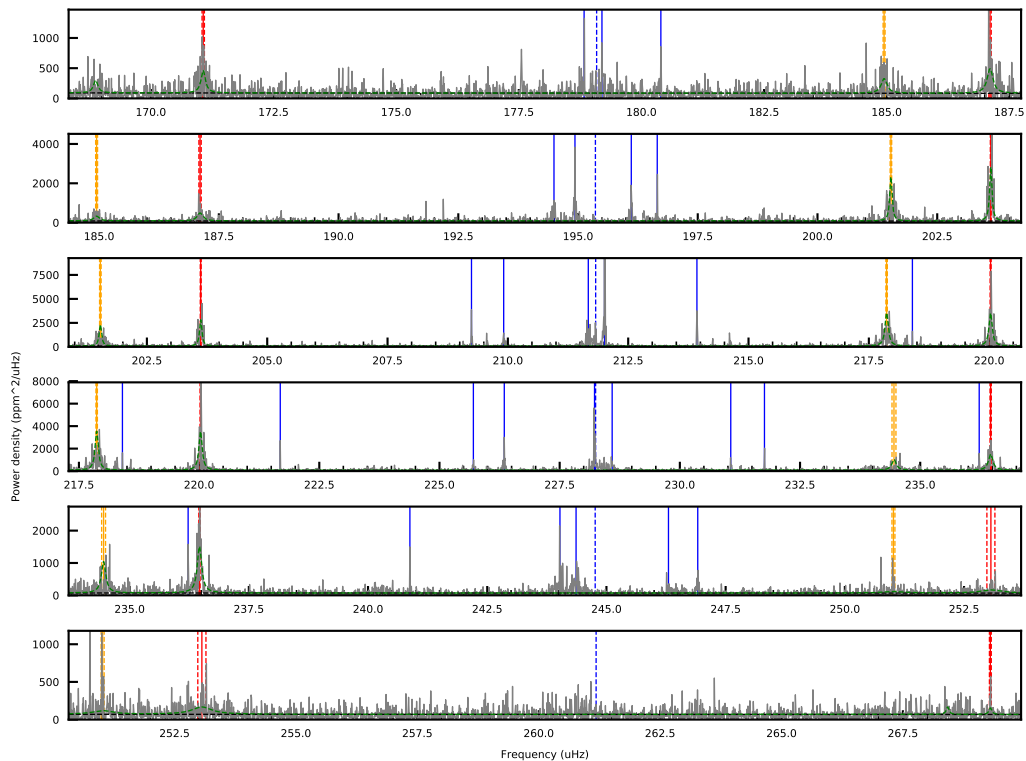 1000
500
0
170.0 172.5 175.0 177.5 180.0 182.5 185.0 187.5
4000
2000
0
185.0 187.5 190.0 192.5 195.0 197.5 200.0 202.5
7500
5000
2500
0
202.5 205.0 207.5 210.0 212.5 215.0 217.5 220.0
Power density (ppm^2/uHz)
8000
6000
4000
2000
0
217.5 220.0 222.5 225.0 227.5 230.0 232.5 235.0
2000
1000
0
235.0 237.5 240.0 242.5 245.0 247.5 250.0 252.5
1000
500
0
252.5 255.0 257.5 260.0 262.5 265.0 267.5
Frequency (uHz)